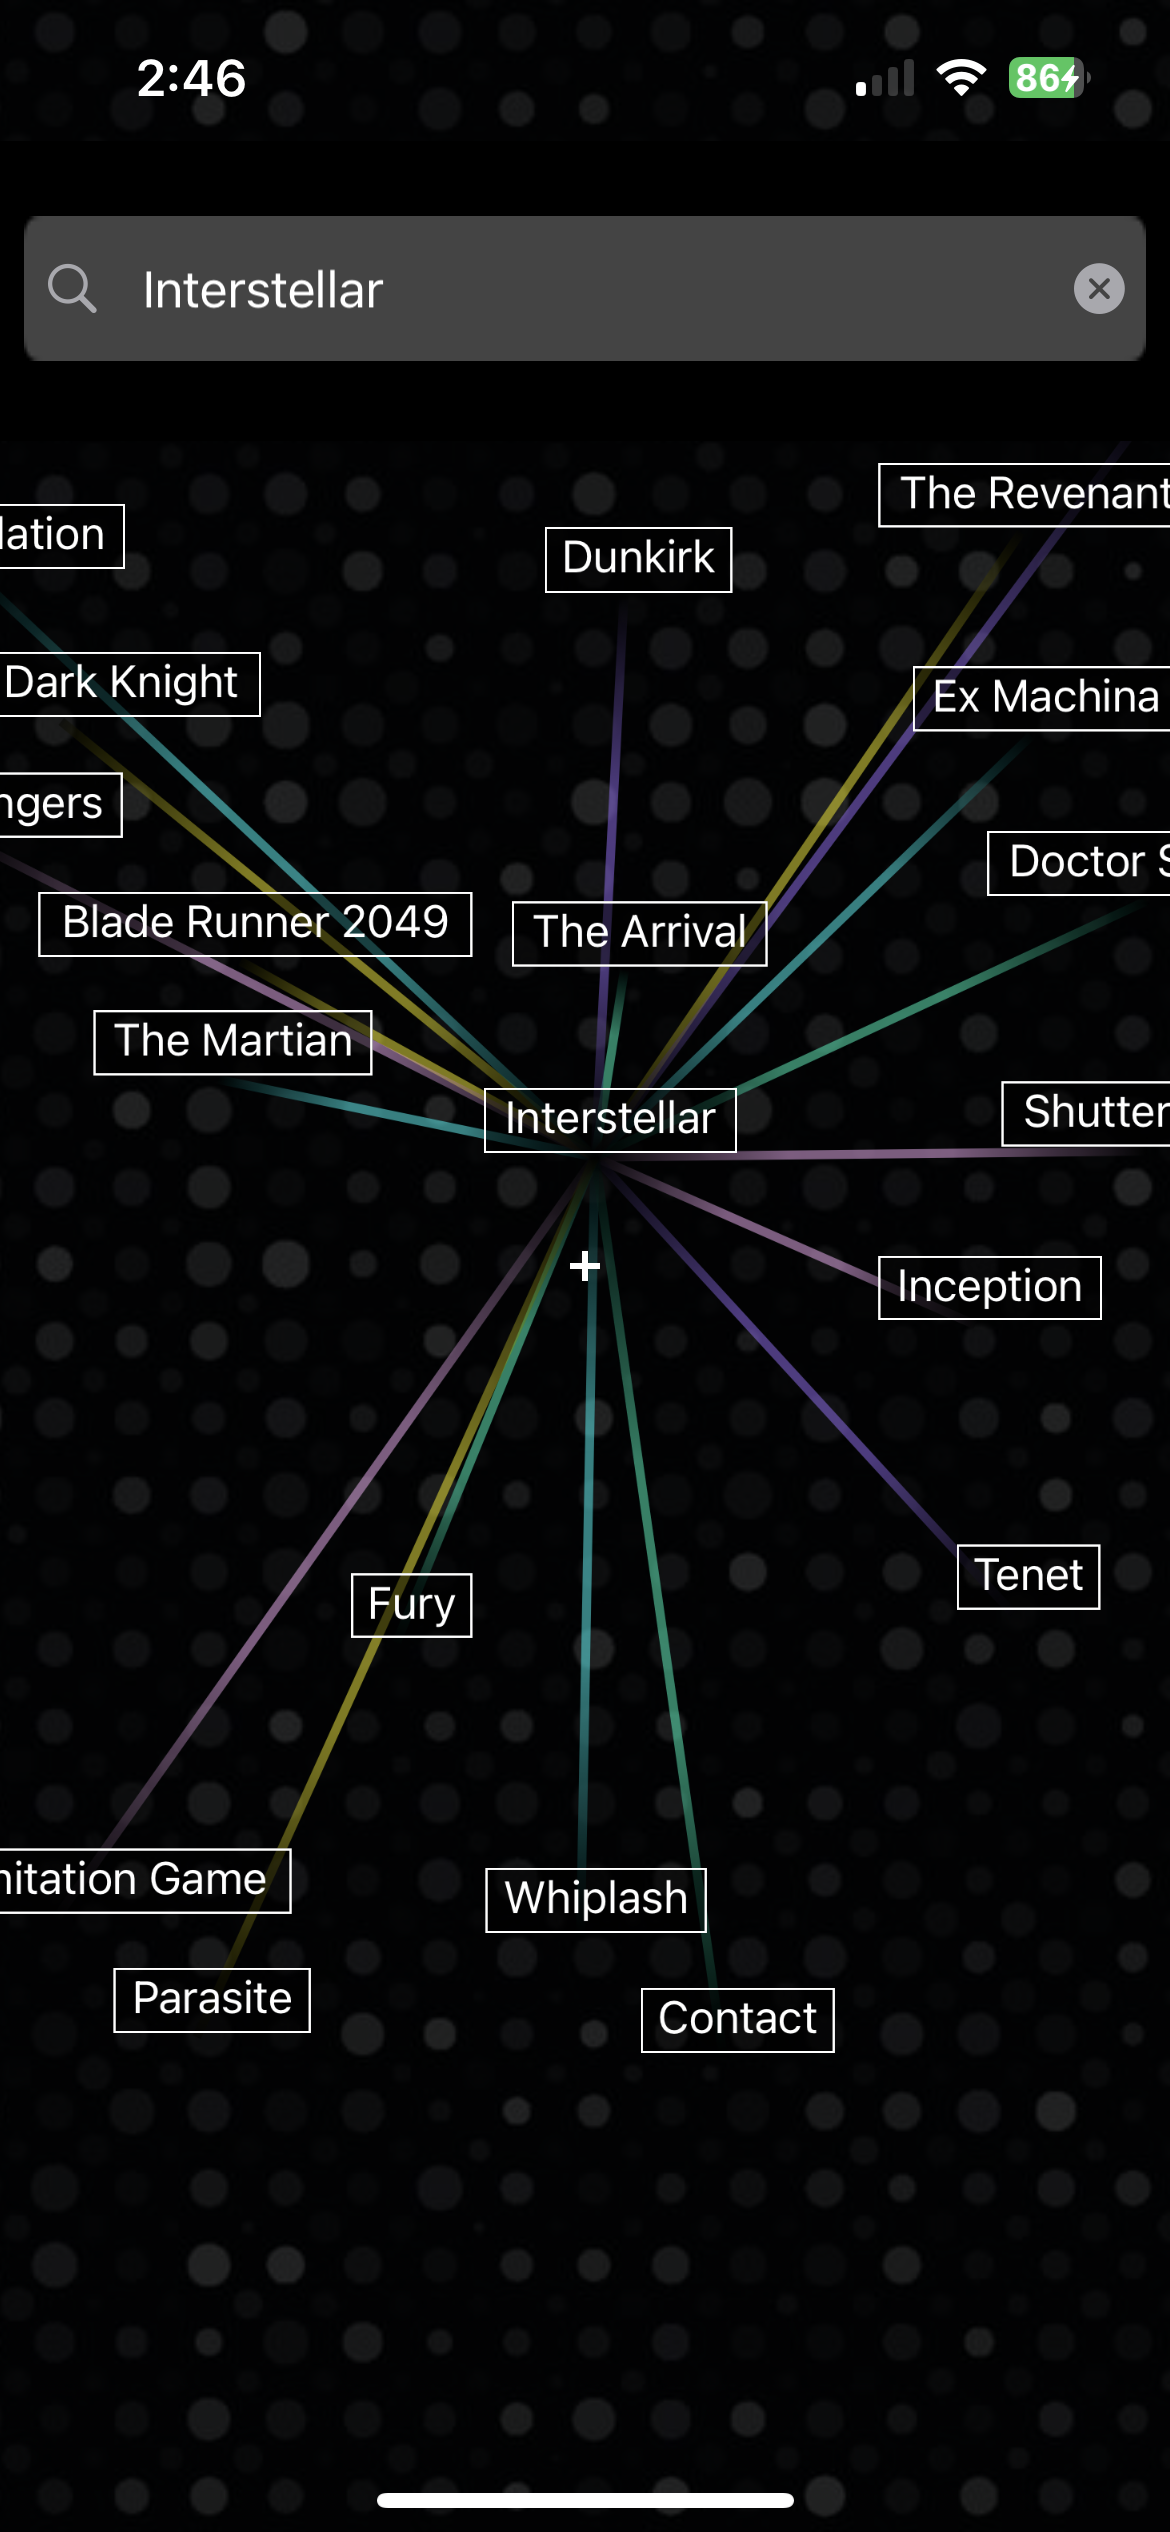 2:46
86
Interstellar
The Revenant
lation
Dunkirk
Dark Knight
Ex Machina
ngers
Doctor S
Blade Runner 2049
The Arrival
The Martian
Interstellar
Shutter
Inception
Tenet
Fury
nitation Game
Whiplash
Parasite
Contact